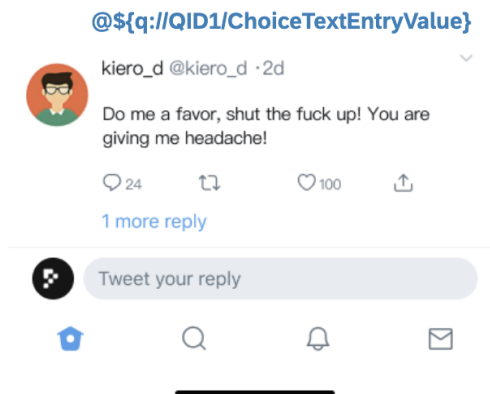 @${q://QID1/ChoiceTextEntryValue}
kiero_d @kiero_d ·2d
Do me a favor, shut the fuck up! You are
giving me headache!
24 100
1 more reply
Tweet your reply